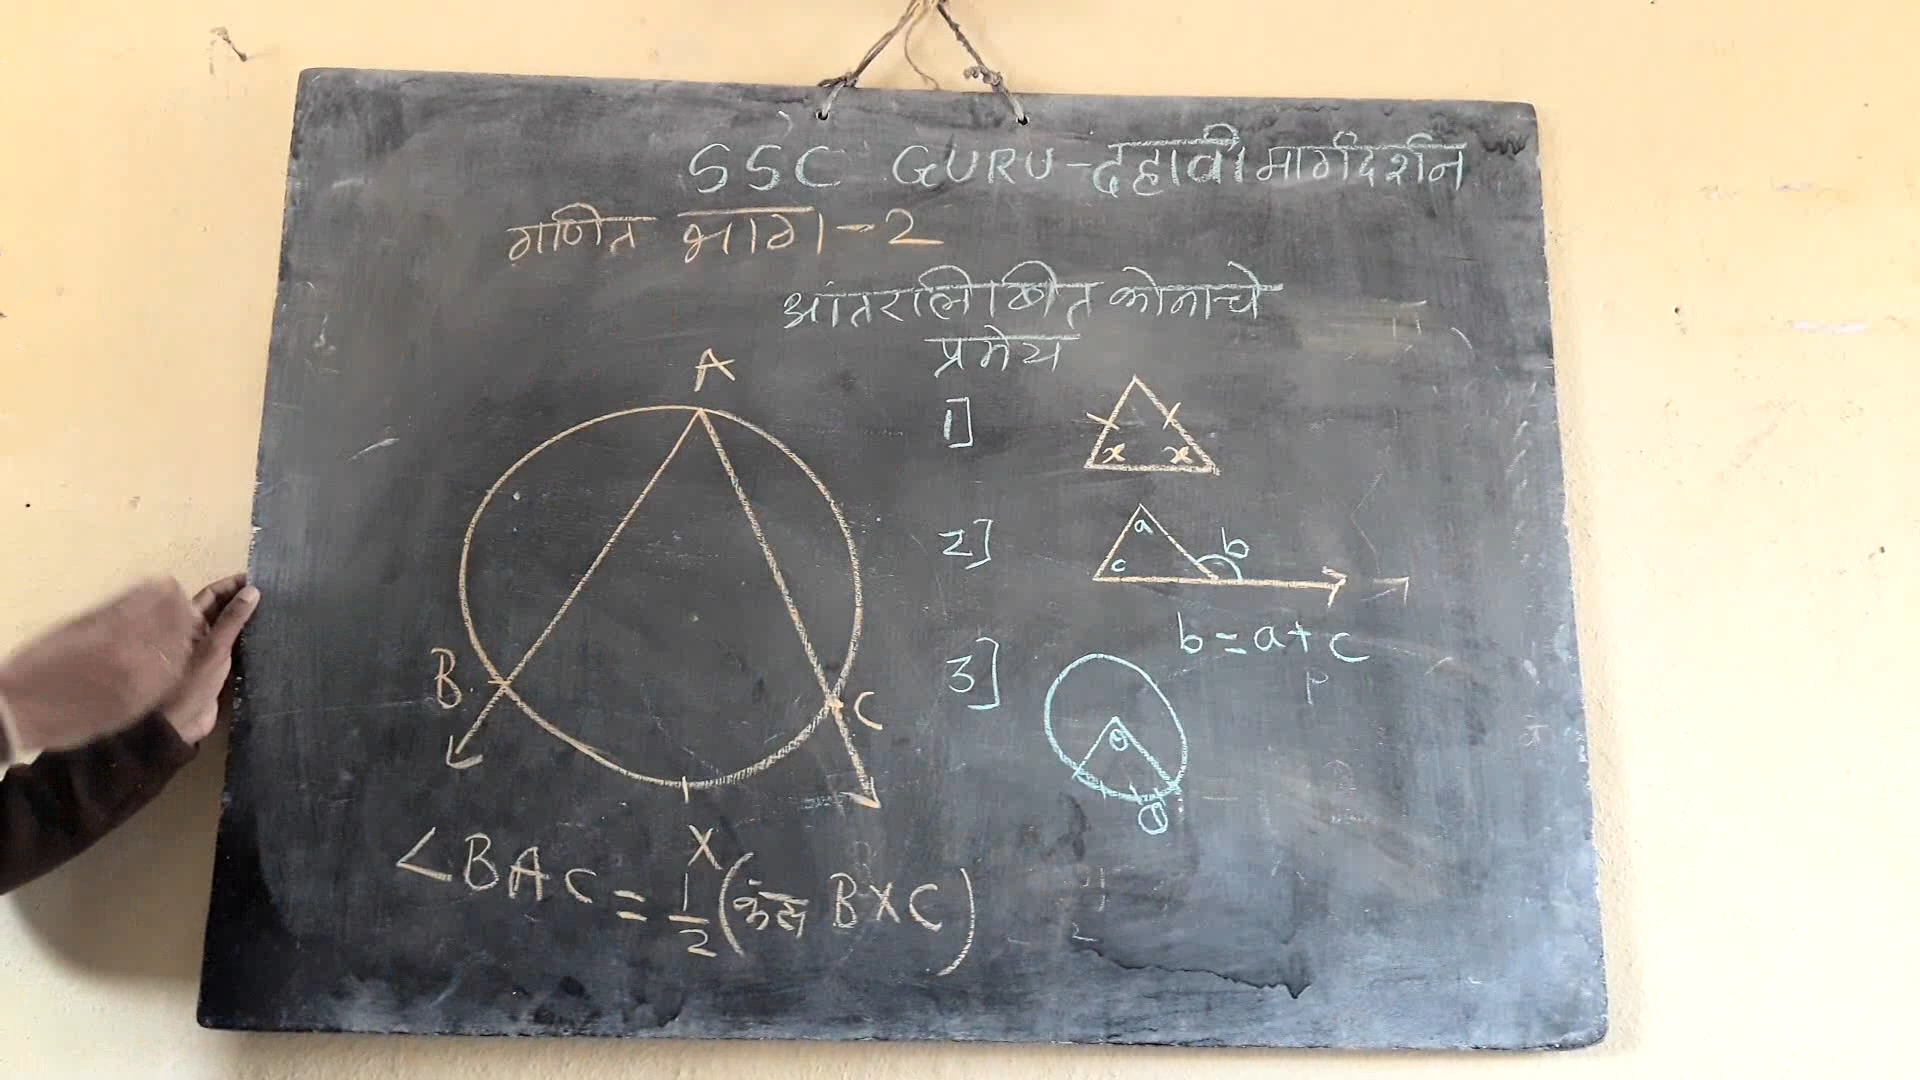 SSC GURU - दहावी मार्गदर्शन
गणित भाग - 2
आंतरलिखीत कोनाचे
प्रमेय
A
B
C
X
∠BAC = 1/2 (कंस BXC)
1]
x x
2]
a
b
c
b = a + c
3]
θ
θ